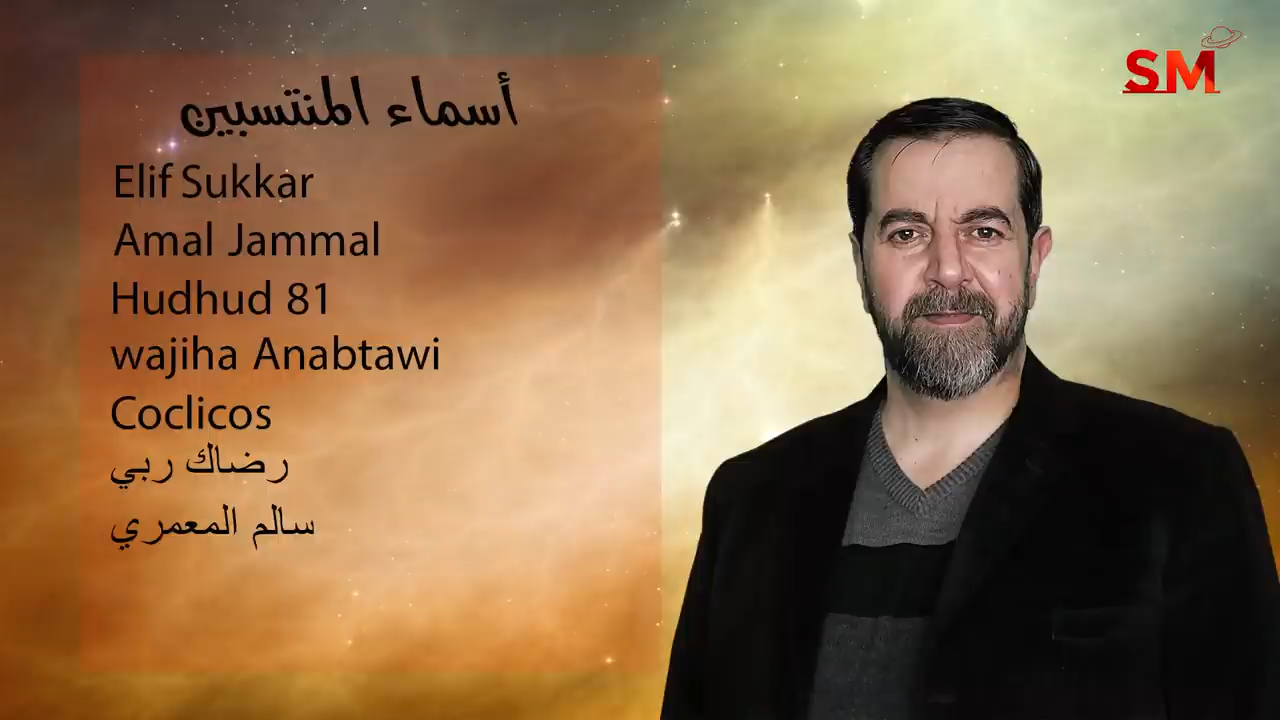 SM
أسماء المنتسبين
Elif Sukkar
Amal Jammal
Hudhud 81
wajiha Anabtawi
Coclicos
رضاك ربي
سالم المعمري